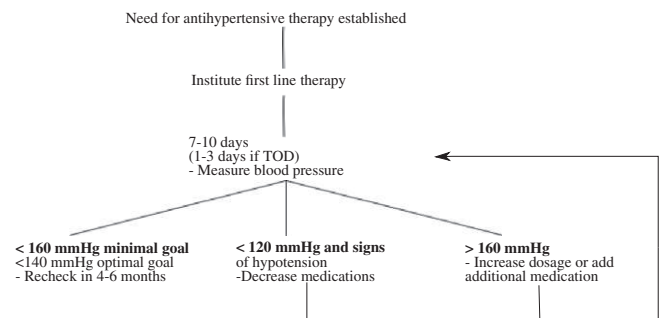 Need for antihypertensive therapy established
Institute first line therapy
7-10 days
(1-3 days if TOD)
- Measure blood pressure
< 160 mmHg minimal goal
<140 mmHg optimal goal
- Recheck in 4-6 months
< 120 mmHg and signs
of hypotension
-Decrease medications
> 160 mmHg
- Increase dosage or add
additional medication